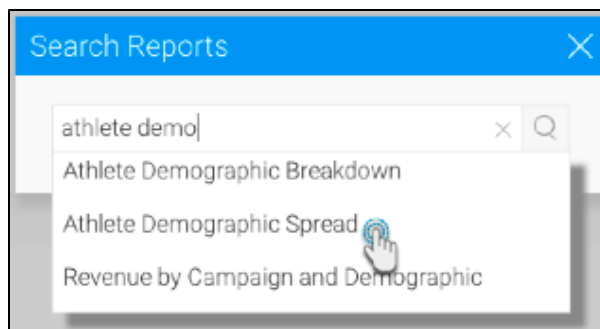 Search Reports
athlete demo
Athlete Demographic Breakdown
Athlete Demographic Spread
Revenue by Campaign and Demographic